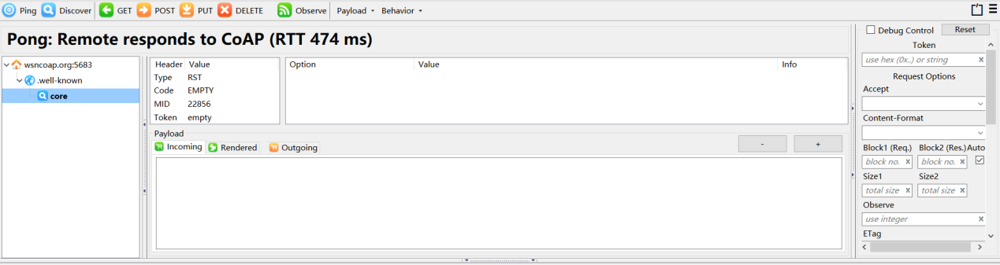 Ping Discover GET POST PUT DELETE Observe Payload Behavior
Pong: Remote responds to CoAP (RTT 474 ms)
wsncoap.org:5683
.well-known
core
Header Value
Type RST
Code EMPTY
MID 22856
Token empty
Option Value Info
Payload
Incoming Rendered Outgoing - +
Debug Control Reset
Token
use hex (0x..) or string
Request Options
Accept
Content-Format
Block1 (Req.) Block2 (Res.) Auto
block no. block no.
Size1 Size2
total size total size
Observe
use integer
ETag